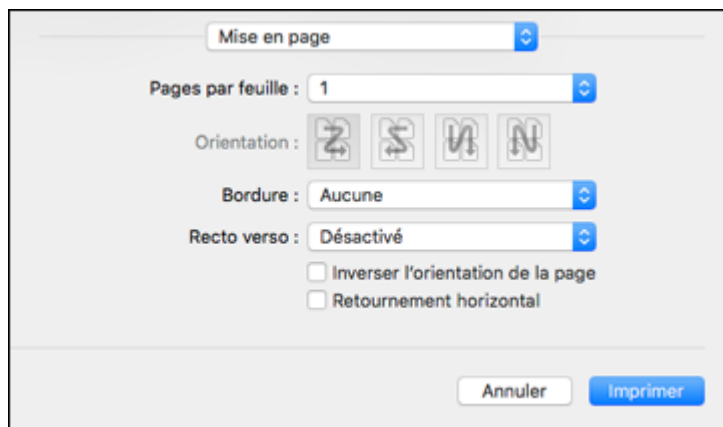 Mise en page
Pages par feuille : 1
Orientation :
Bordure : Aucune
Recto verso : Désactivé
Inverser l'orientation de la page
Retournement horizontal
Annuler Imprimer